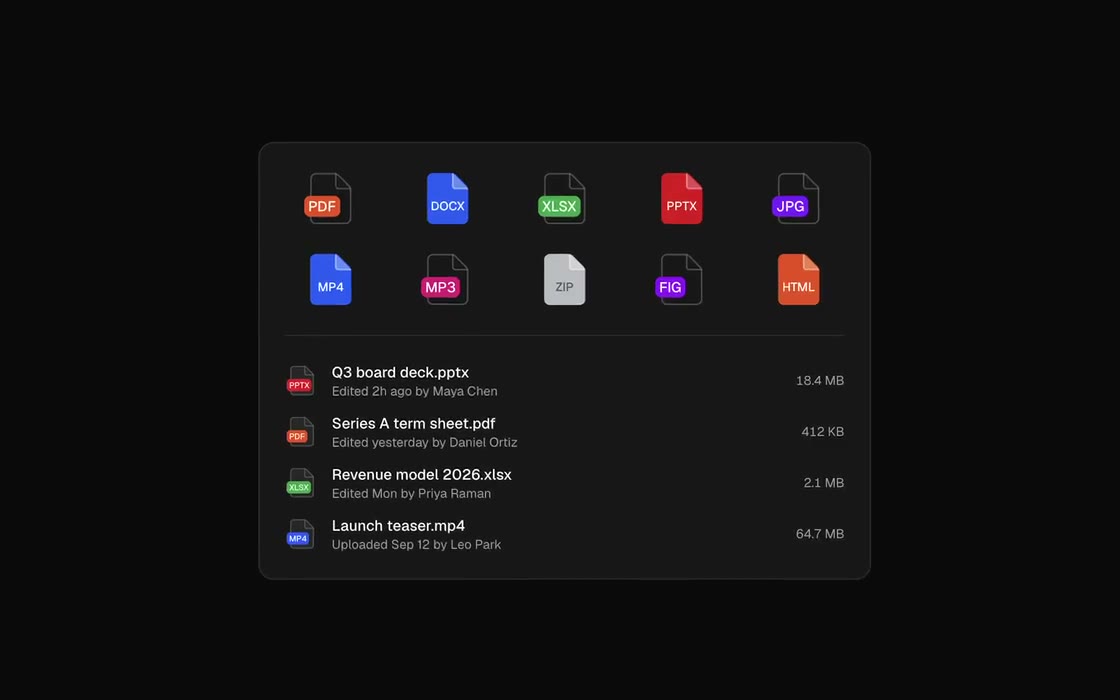 PDF
DOCX
XLSX
PPTX
JPG
MP4
MP3
ZIP
FIG
HTML
PPTX
Q3 board deck.pptx
Edited 2h ago by Maya Chen
18.4 MB
PDF
Series A term sheet.pdf
Edited yesterday by Daniel Ortiz
412 KB
XLSX
Revenue model 2026.xlsx
Edited Mon by Priya Raman
2.1 MB
MP4
Launch teaser.mp4
Uploaded Sep 12 by Leo Park
64.7 MB